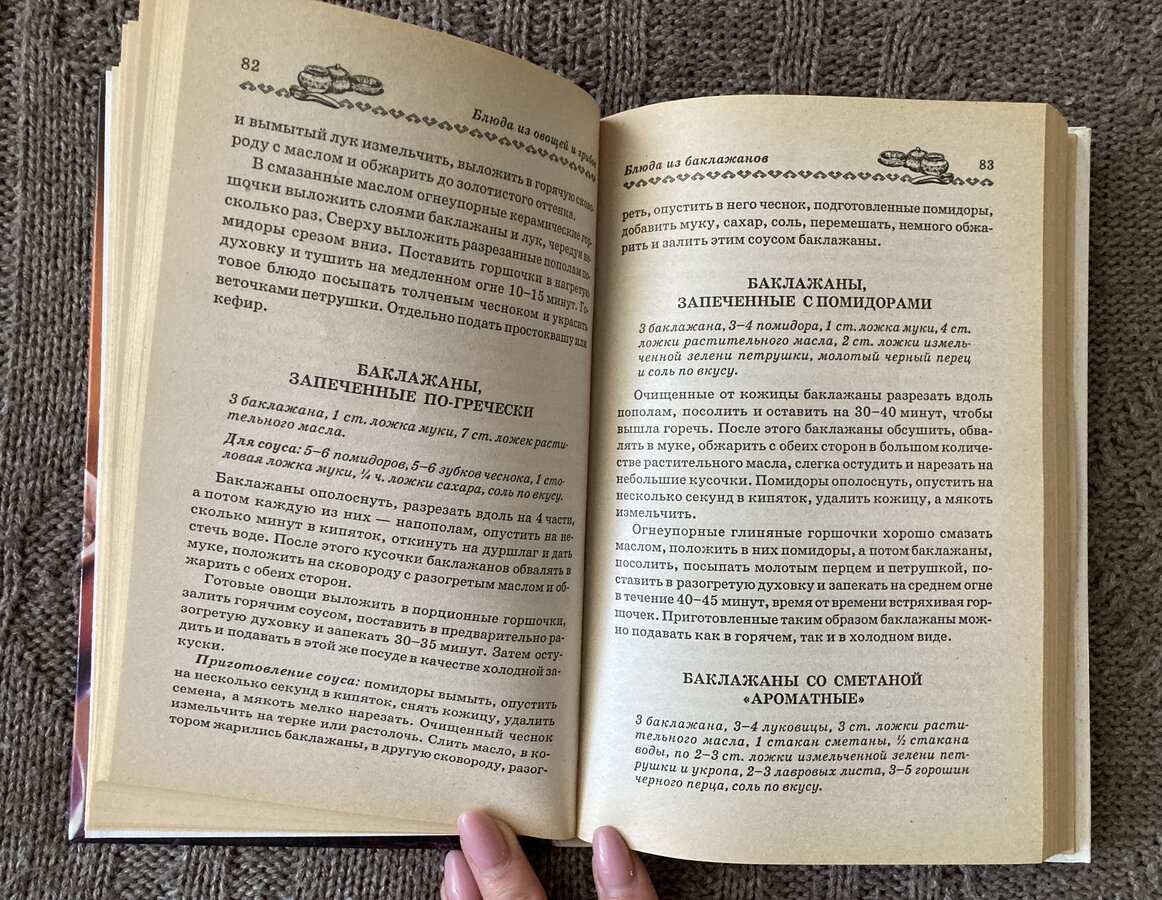 82
Блюда из овощей и грибов
и вымытый лук измельчить, выложить в горячую сково-
роду с маслом и обжарить до золотистого оттенка.
В смазанные маслом огнеупорные керамические гор-
шочки выложить слоями баклажаны и лук, чередуя не-
сколько раз. Сверху выложить разрезанные пополам по-
мидоры срезом вниз. Поставить горшочки в нагретую
духовку и тушить на медленном огне 10–15 минут. Го-
товое блюдо посыпать толченым чесноком и украсить
веточками петрушки. Отдельно подать простоквашу или
кефир.
БАКЛАЖАНЫ,
ЗАПЕЧЕННЫЕ ПО-ГРЕЧЕСКИ
3 баклажана, 1 ст. ложка муки, 7 ст. ложек расти-
тельного масла.
Для соуса: 5–6 помидоров, 5–6 зубков чеснока, 1 сто-
ловая ложка муки, ¼ ч. ложки сахара, соль по вкусу.
Баклажаны ополоснуть, разрезать вдоль на 4 части,
а потом каждую из них — напополам, опустить на не-
сколько минут в кипяток, откинуть на дуршлаг и дать
стечь воде. После этого кусочки баклажанов обвалять в
муке, положить на сковороду с разогретым маслом и об-
жарить с обеих сторон.
Готовые овощи выложить в порционные горшочки,
залить горячим соусом, поставить в предварительно ра-
зогретую духовку и запекать 30–35 минут. Затем осту-
дить и подавать в этой же посуде в качестве холодной за-
куски.
Приготовление соуса: помидоры вымыть, опустить
на несколько секунд в кипяток, снять кожицу, удалить
семена, а мякоть мелко нарезать. Очищенный чеснок
измельчить на терке или растолочь. Слить масло, в ко-
тором жарились баклажаны, в другую сковороду, разог-
Блюда из баклажанов
83
реть, опустить в него чеснок, подготовленные помидоры,
добавить муку, сахар, соль, перемешать, немного обжа-
рить и залить этим соусом баклажаны.
БАКЛАЖАНЫ,
ЗАПЕЧЕННЫЕ С ПОМИДОРАМИ
3 баклажана, 3–4 помидора, 1 ст. ложка муки, 4 ст.
ложки растительного масла, 2 ст. ложки измель-
ченной зелени петрушки, молотый черный перец
и соль по вкусу.
Очищенные от кожицы баклажаны разрезать вдоль
пополам, посолить и оставить на 30–40 минут, чтобы
вышла горечь. После этого баклажаны обсушить, обва-
лять в муке, обжарить с обеих сторон в большом количе-
стве растительного масла, слегка остудить и нарезать на
небольшие кусочки. Помидоры ополоснуть, опустить на
несколько секунд в кипяток, удалить кожицу, а мякоть
измельчить.
Огнеупорные глиняные горшочки хорошо смазать
маслом, положить в них помидоры, а потом баклажаны,
посолить, посыпать молотым перцем и петрушкой, по-
ставить в разогретую духовку и запекать на среднем огне
в течение 40–45 минут, время от времени встряхивая гор-
шочек. Приготовленные таким образом баклажаны мож-
но подавать как в горячем, так и в холодном виде.
БАКЛАЖАНЫ СО СМЕТАНОЙ
«АРОМАТНЫЕ»
3 баклажана, 3–4 луковицы, 3 ст. ложки расти-
тельного масла, 1 стакан сметаны, ½ стакана
воды, по 2–3 ст. ложки измельченной зелени пет-
рушки и укропа, 2–3 лавровых листа, 3–5 горошин
черного перца, соль по вкусу.